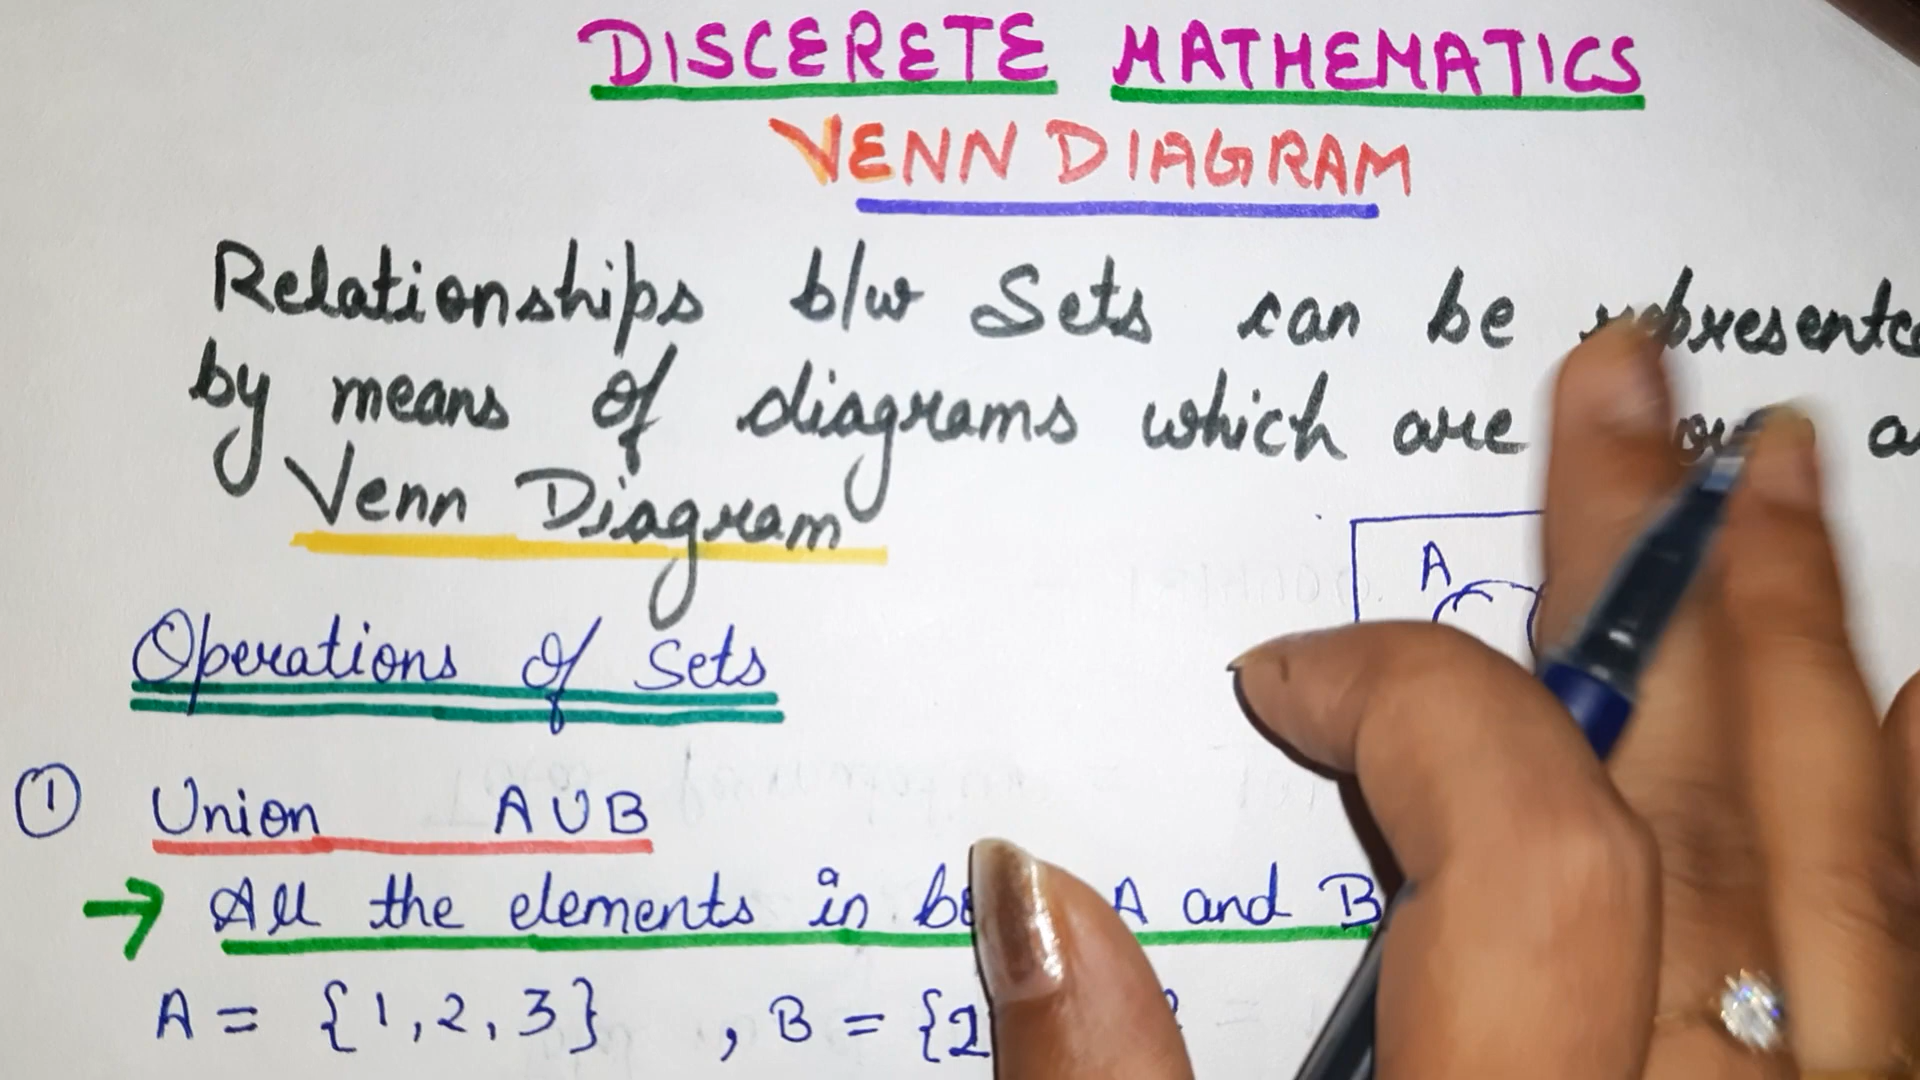 DISCERETE MATHEMATICS
VENN DIAGRAM
Relationships b/w Sets can be
by means of diagrams which are
Venn Diagram
A
Operations of Sets
1 Union A∪B
→ All the elements in A and B
A = {1, 2, 3} , B = {2